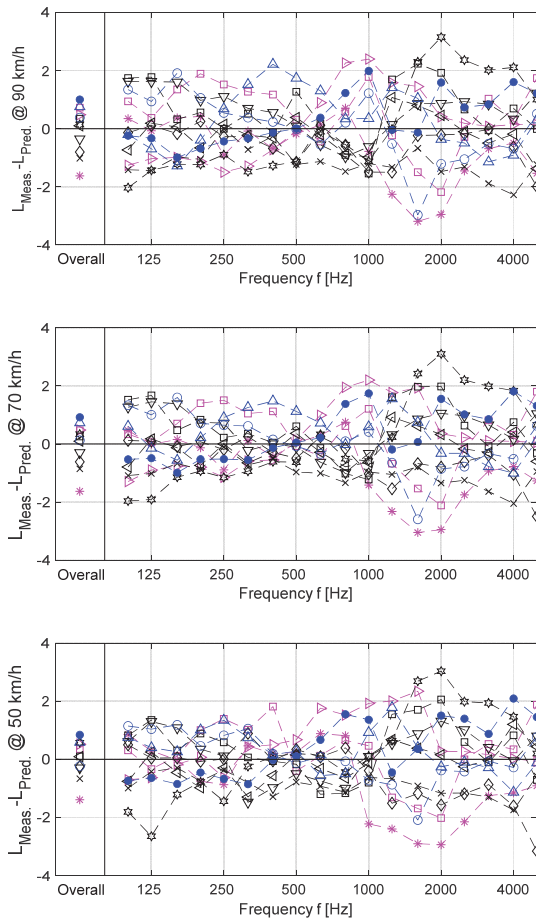 4
2
0
-2
-4
L_Meas.-L_Pred. @ 90 km/h
Overall 125 250 500 1000 2000 4000
Frequency f [Hz]
4
2
0
-2
-4
L_Meas.-L_Pred. @ 70 km/h
Overall 125 250 500 1000 2000 4000
Frequency f [Hz]
4
2
0
-2
-4
L_Meas.-L_Pred. @ 50 km/h
Overall 125 250 500 1000 2000 4000
Frequency f [Hz]